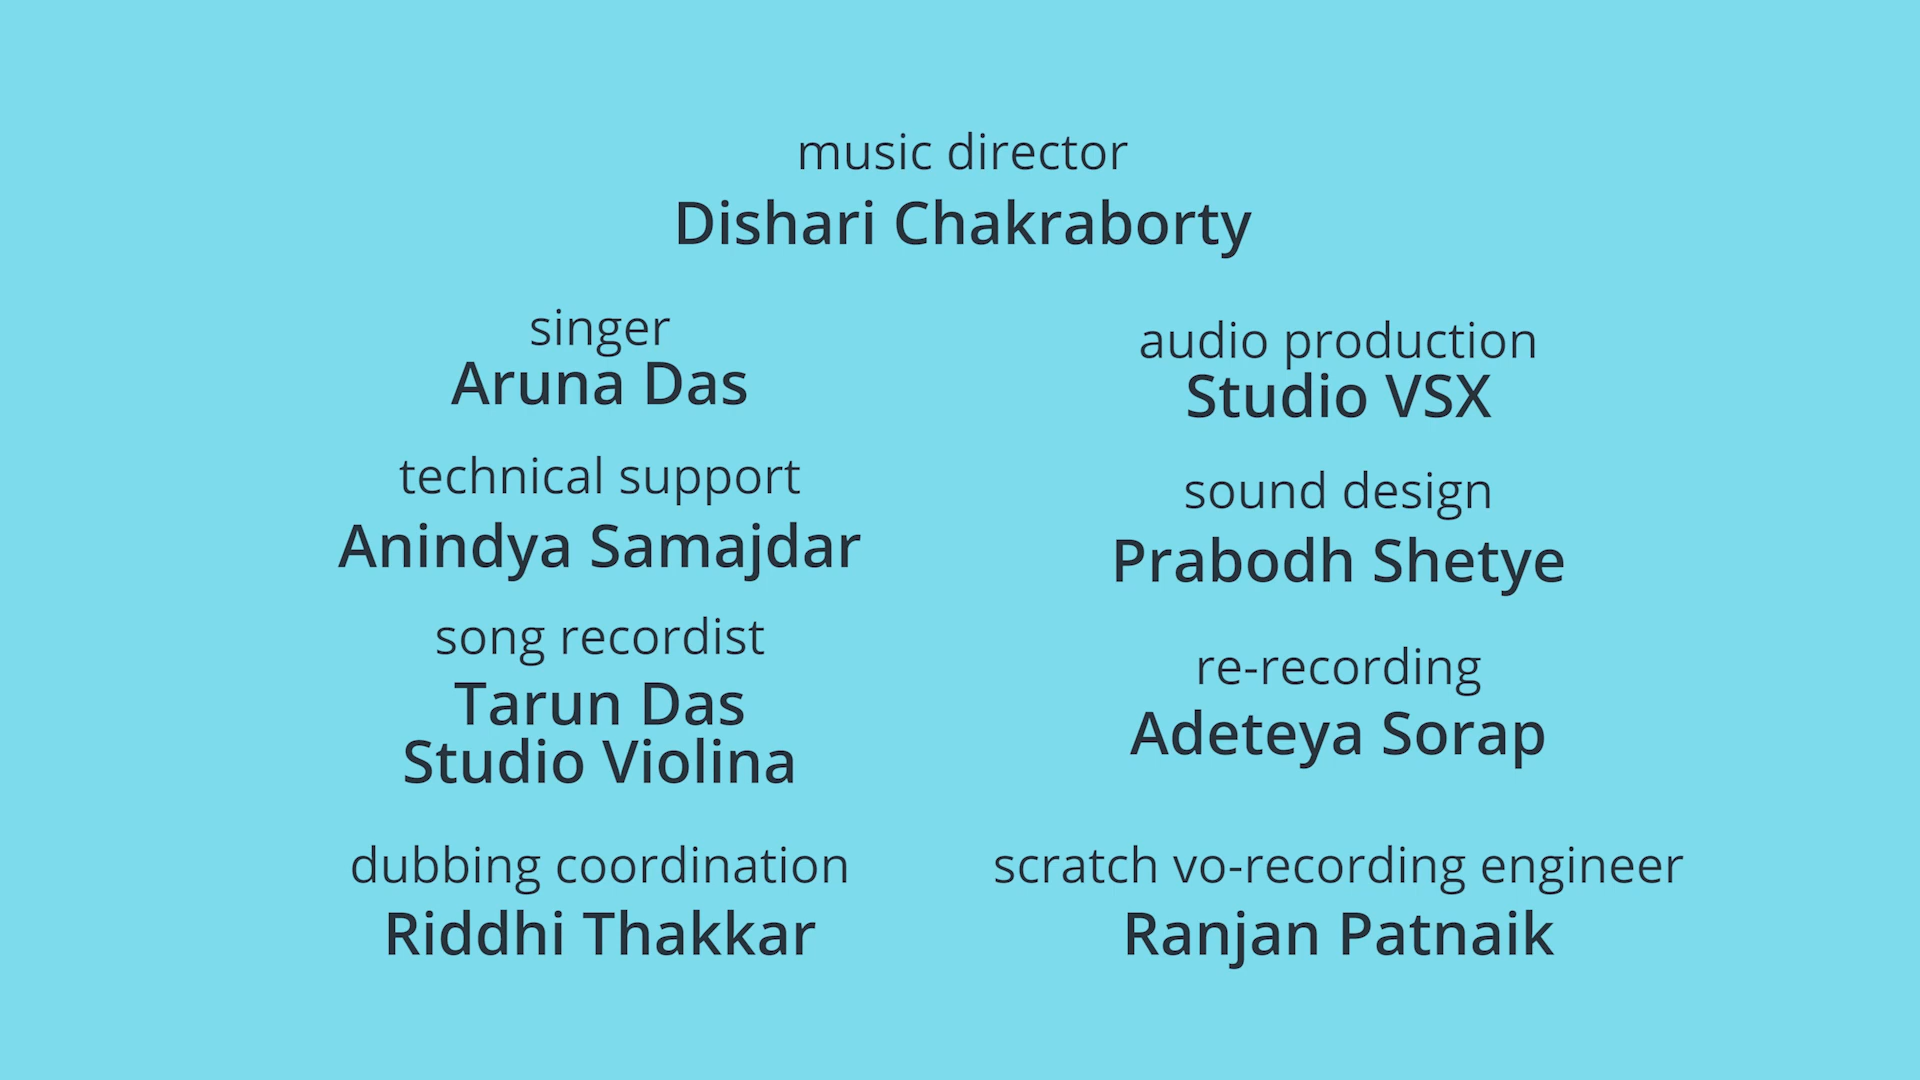 music director
Dishari Chakraborty
singer
Aruna Das
technical support
Anindya Samajdar
song recordist
Tarun Das
Studio Violina
dubbing coordination
Riddhi Thakkar
audio production
Studio VSX
sound design
Prabodh Shetye
re-recording
Adeteya Sorap
scratch vo-recording engineer
Ranjan Patnaik